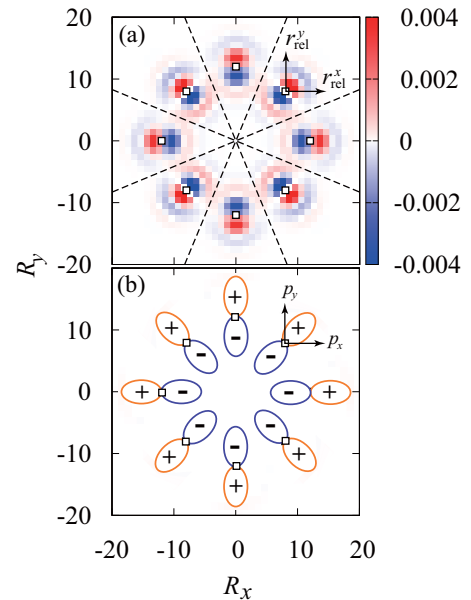 (a)
r_rel^y
r_rel^x
20
10
0
-10
-20
R_y
0.004
0.002
0.000
-0.002
-0.004
(b)
p_y
p_x
20
10
0
-10
-20
R_y
+
+ + +
- - -
+ - - +
- - -
+ + +
-20 -10 0 10 20
R_x